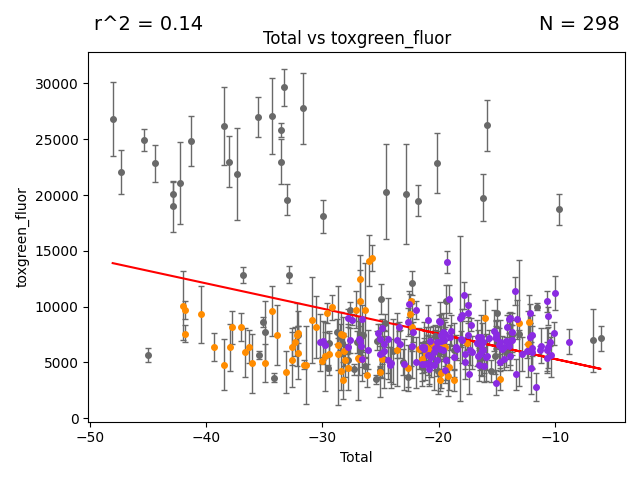 r^2 = 0.14 N = 298
Total vs toxgreen_fluor
30000
25000
20000
15000
10000
5000
0
toxgreen_fluor
−50 −40 −30 −20 −10
Total